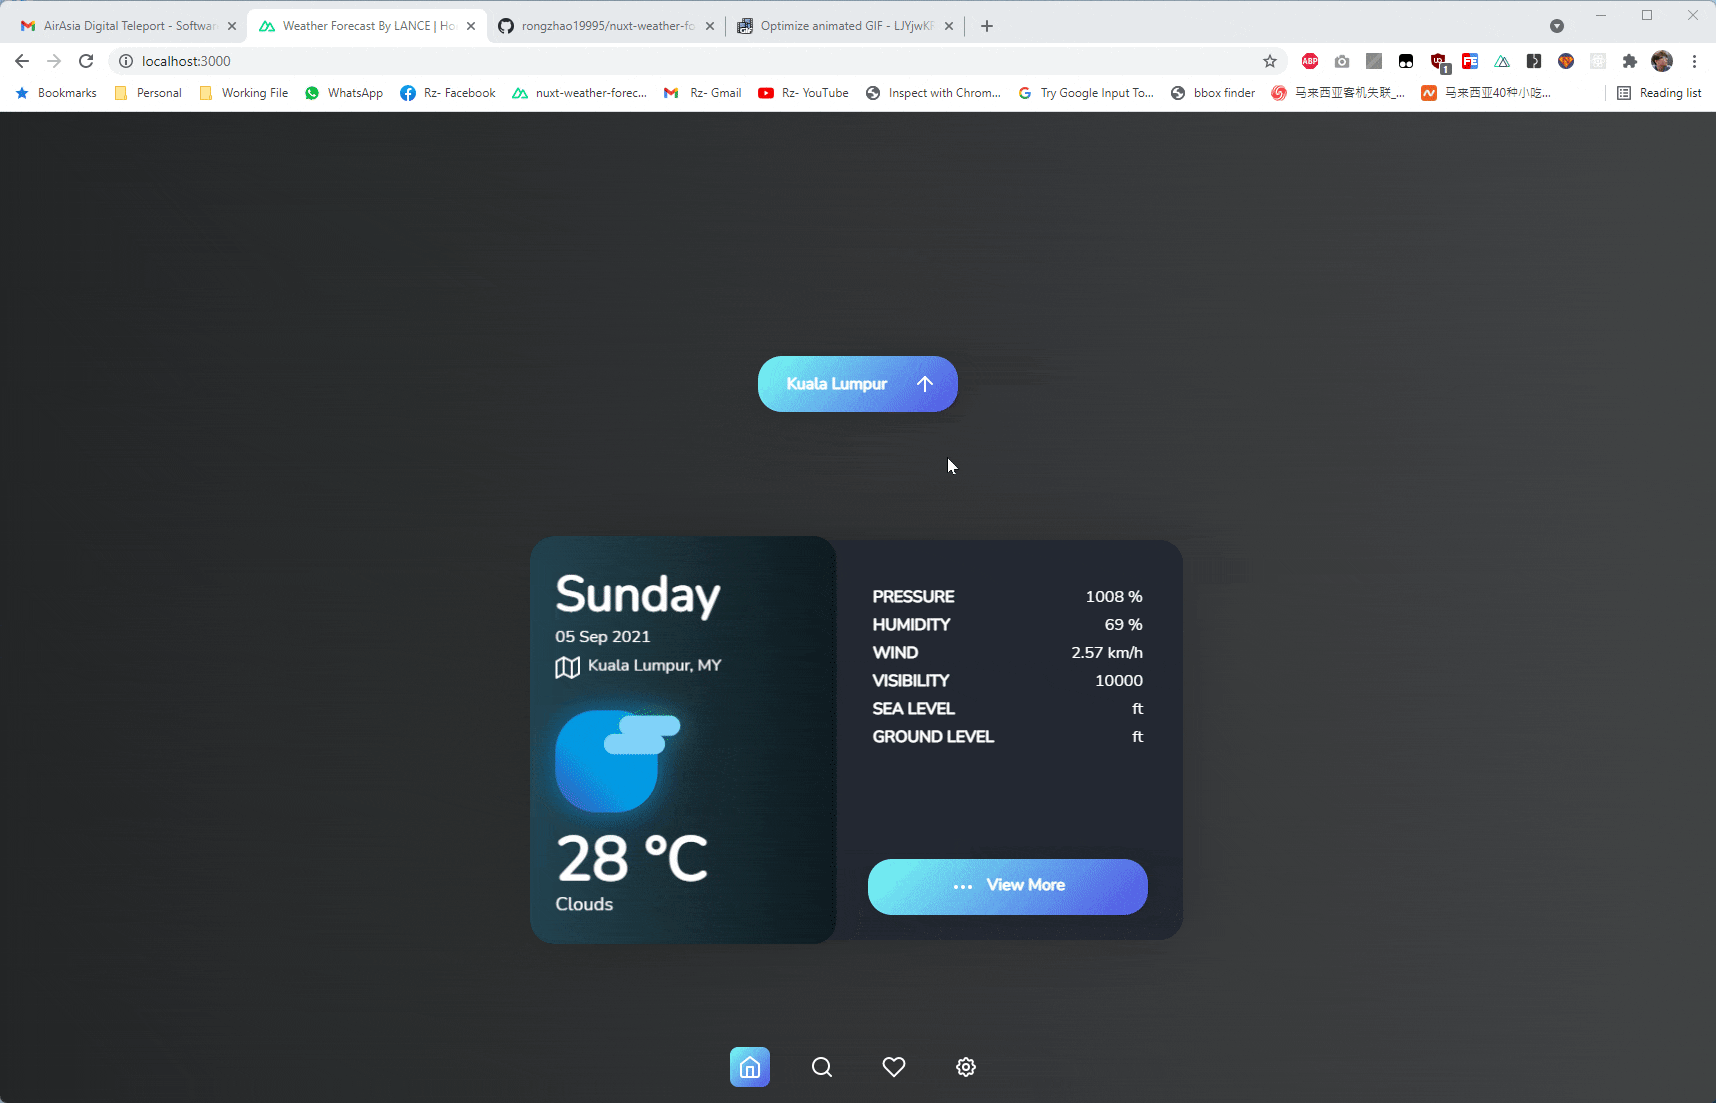 AirAsia Digital Teleport - Softwar
Weather Forecast By LANCE | Ho
rongzhao19995/nuxt-weather-fo
Optimize animated GIF - LJYjwKF
localhost:3000
ABP
1
Bookmarks
Personal
Working File
WhatsApp
Rz- Facebook
nuxt-weather-forec...
Rz- Gmail
Rz- YouTube
Inspect with Chrom...
Try Google Input To...
bbox finder
马来西亚客机失联_...
马来西亚40种小吃...
Reading list
Kuala Lumpur
Sunday
05 Sep 2021
Kuala Lumpur, MY
28 °C
Clouds
PRESSURE 1008 %
HUMIDITY 69 %
WIND 2.57 km/h
VISIBILITY 10000
SEA LEVEL ft
GROUND LEVEL ft
View More